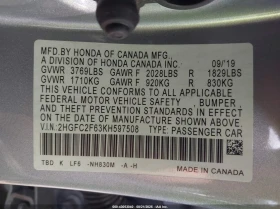 MFD. BY HONDA OF CANADA MFG.
A DIVISION OF HONDA CANADA INC. 09/19
GVWR 3769LBS GAWR F 2028LBS R 1829LBS
GVWR 1710KG GAWR F 920KG R 830KG
THIS VEHICLE CONFORMS TO ALL APPLICABLE
FEDERAL MOTOR VEHICLE SAFETY, BUMPER,
AND THEFT PREVENTION STANDARDS IN EFFECT
ON THE DATE OF MANUFACTURE SHOWN ABOVE.
V.I.N.: 2HGFC2F63KH597508 TYPE: PASSENGER CAR
TBD K LF6 -NH830M -A -H
MADE IN CANADA